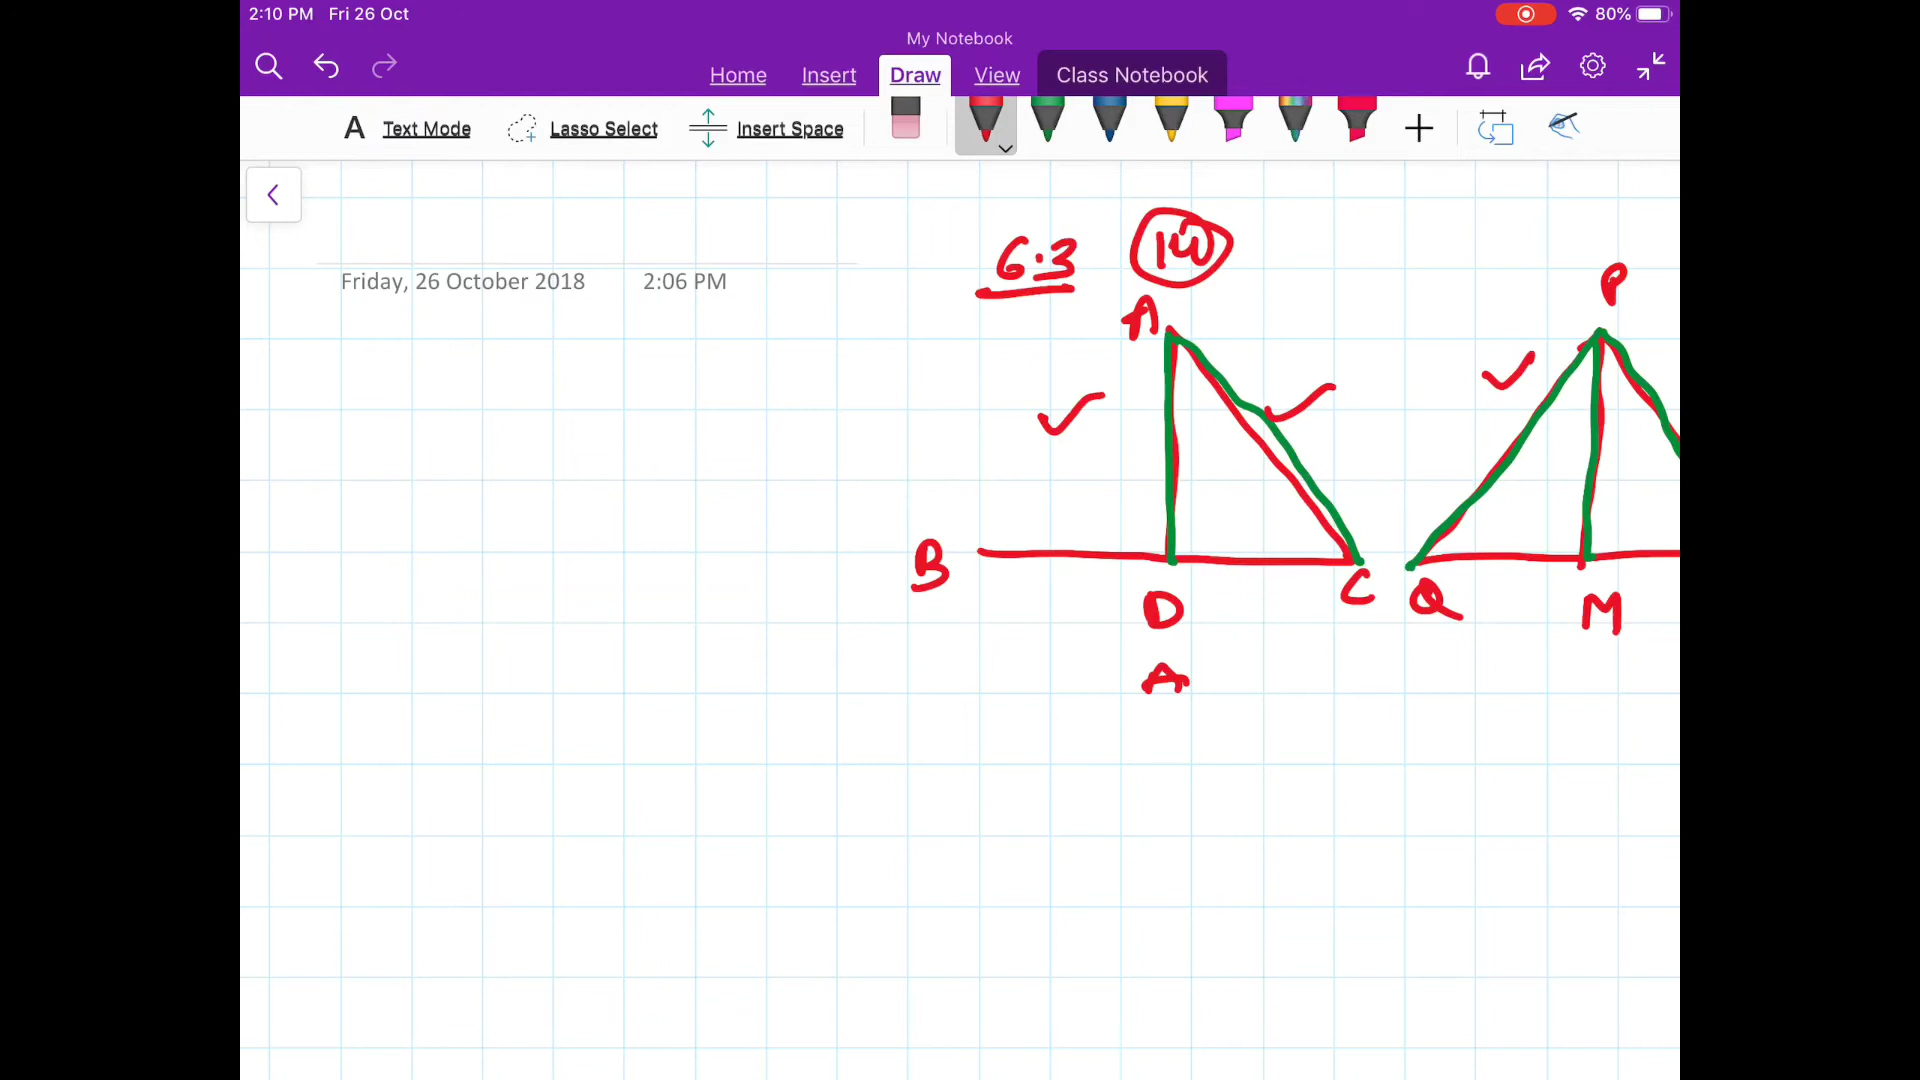 2:10 PM Fri 26 Oct
80%
My Notebook
Home Insert Draw View Class Notebook
A Text Mode Lasso Select Insert Space
6.3 14
Friday, 26 October 2018 2:06 PM
A P
B D C Q M
A